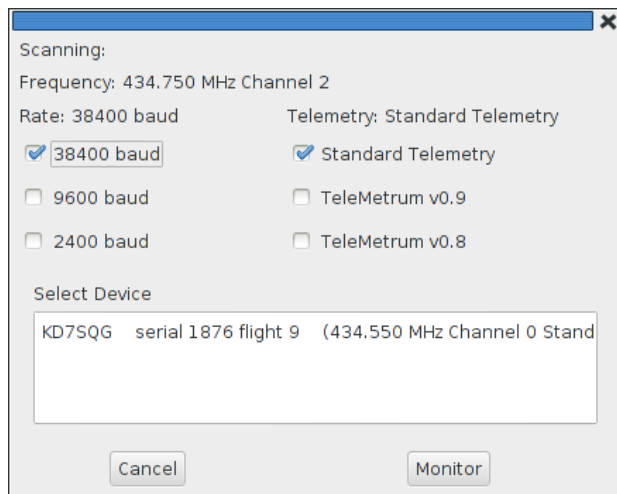 Scanning:
Frequency: 434.750 MHz Channel 2
Rate: 38400 baud Telemetry: Standard Telemetry
38400 baud Standard Telemetry
9600 baud TeleMetrum v0.9
2400 baud TeleMetrum v0.8
Select Device
KD7SQG serial 1876 flight 9 (434.550 MHz Channel 0 Stand
Cancel Monitor